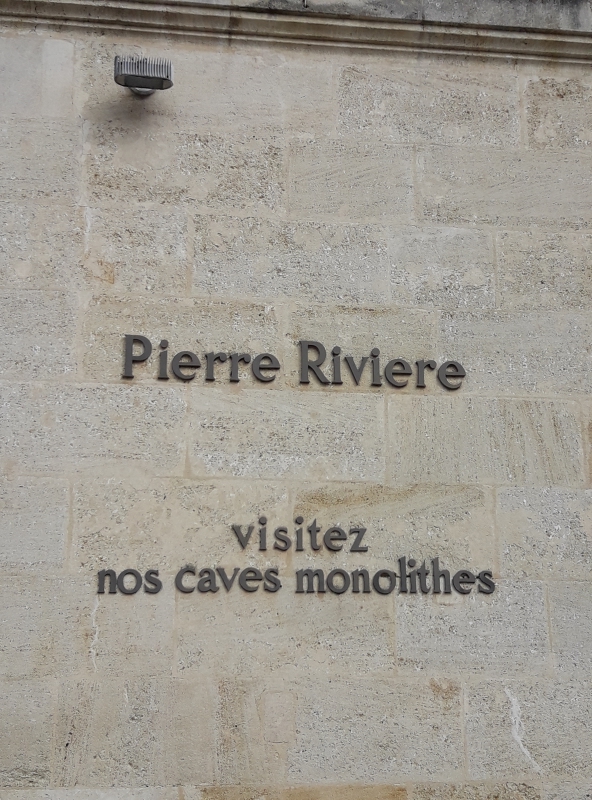 Pierre Riviere
visitez
nos caves monolithes